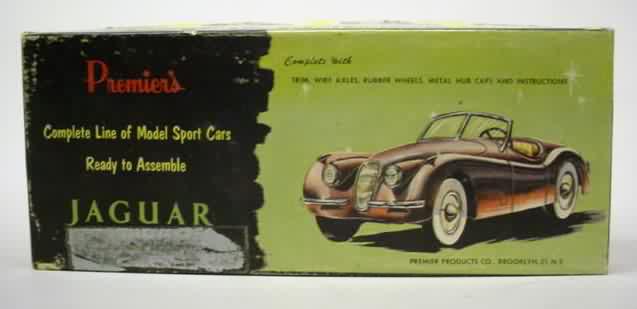 Premier's
Complete Line of Model Sport Cars
Ready to Assemble
JAGUAR
Complete With
TRIM, WIRE AXLES, RUBBER WHEELS, METAL HUB CAPS AND INSTRUCTIONS
PREMIER PRODUCTS CO., BROOKLYN, 21 N.Y.